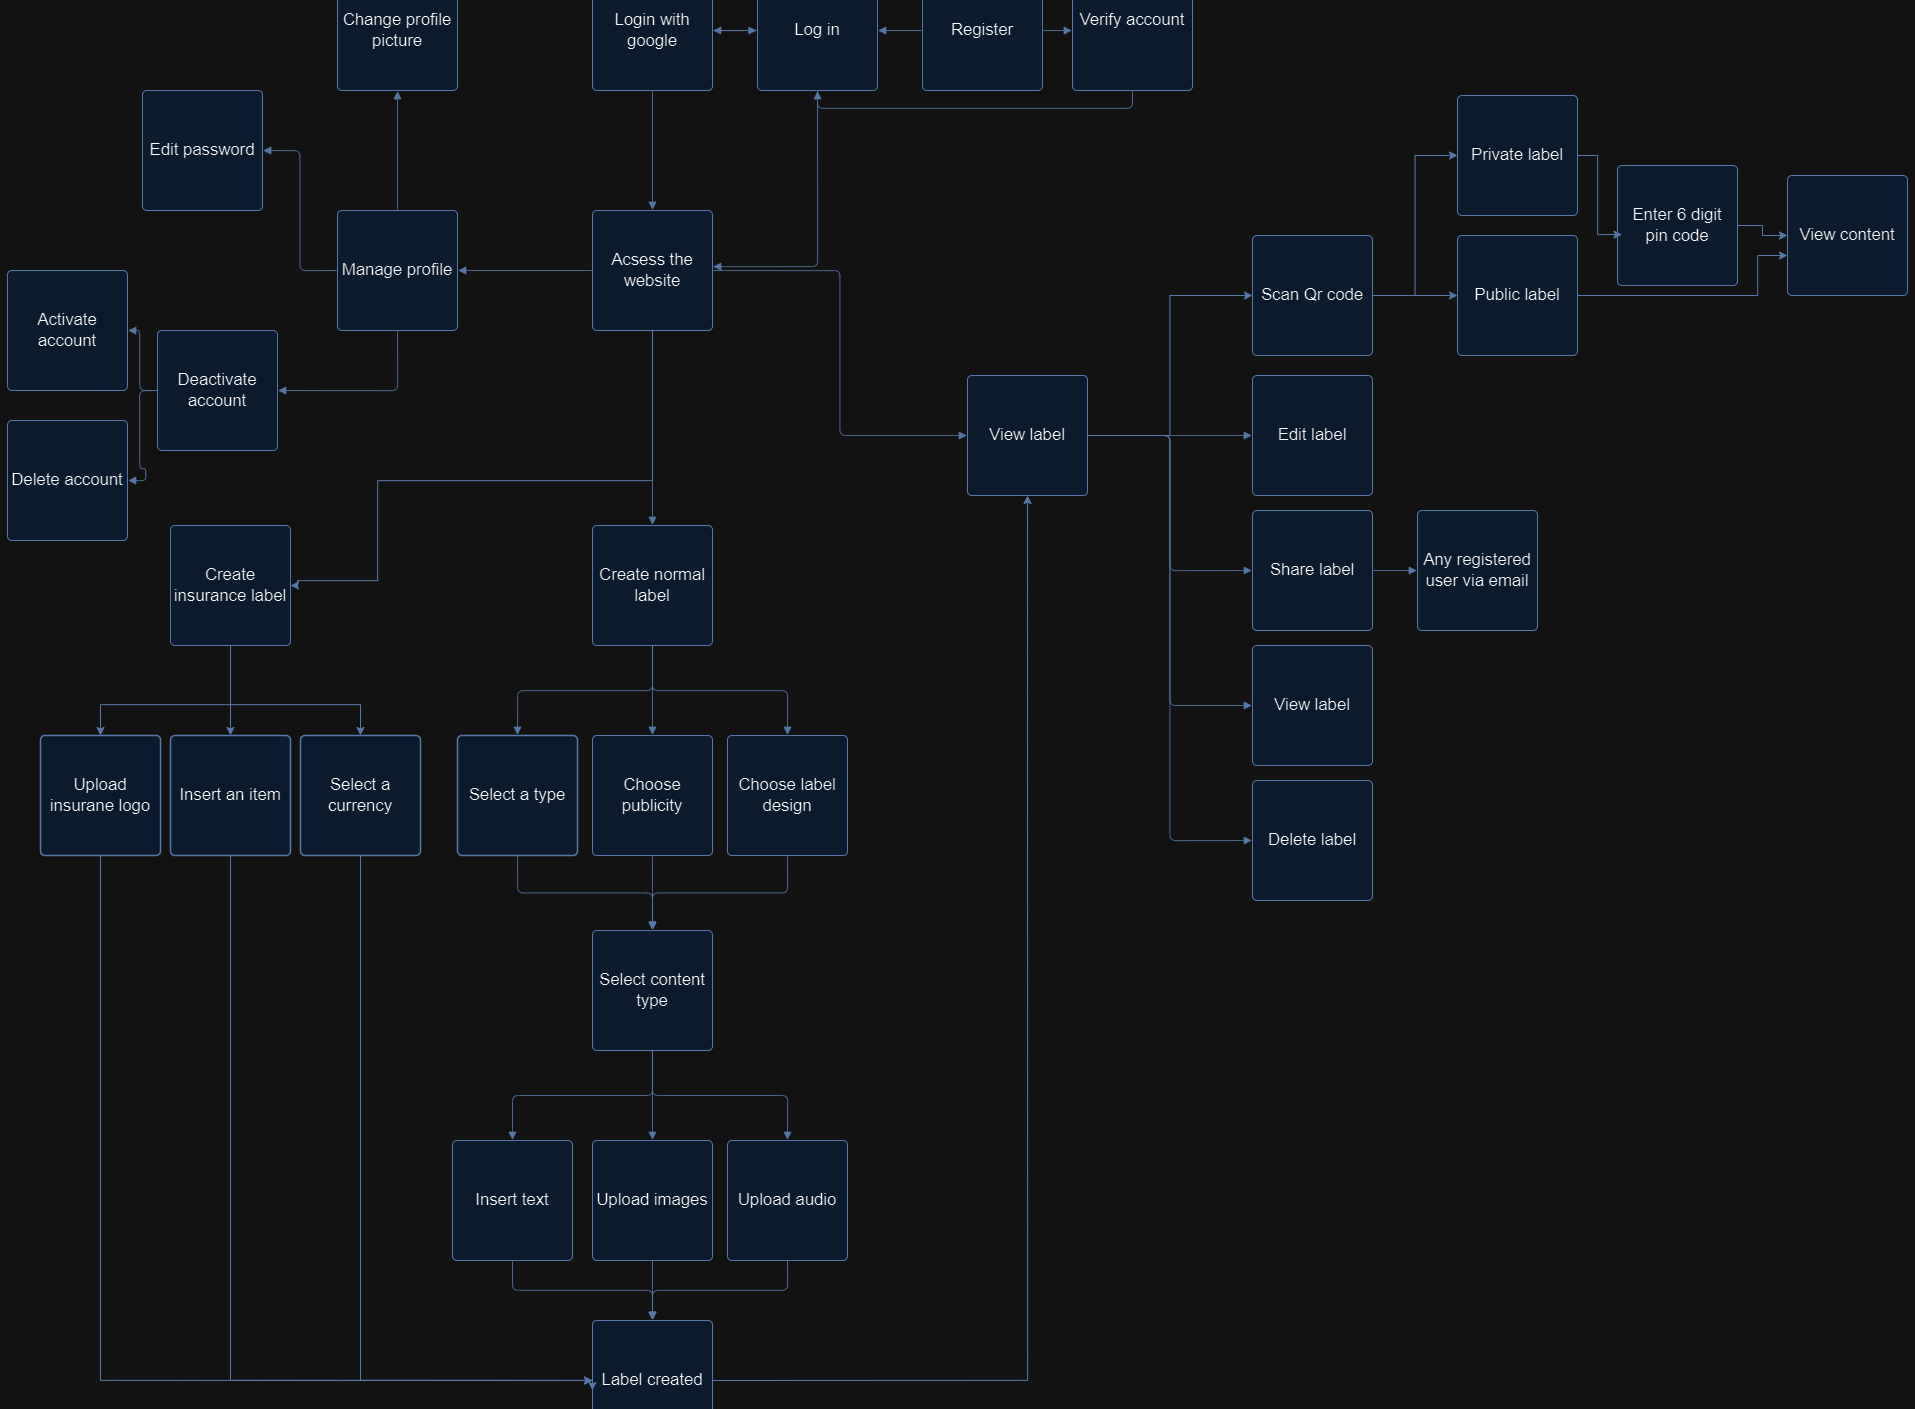 Change profile
picture
Login with
google
Log in
Register
Verify account
Edit password
Private label
Enter 6 digit
pin code
View content
Manage profile
Acsess the
website
Scan Qr code
Public label
Activate
account
Deactivate
account
Delete account
View label
Edit label
Create
insurance label
Create normal
label
Share label
Any registered
user via email
View label
Upload
insurane logo
Insert an item
Select a
currency
Select a type
Choose
publicity
Choose label
design
Delete label
Select content
type
Insert text
Upload images
Upload audio
Label created